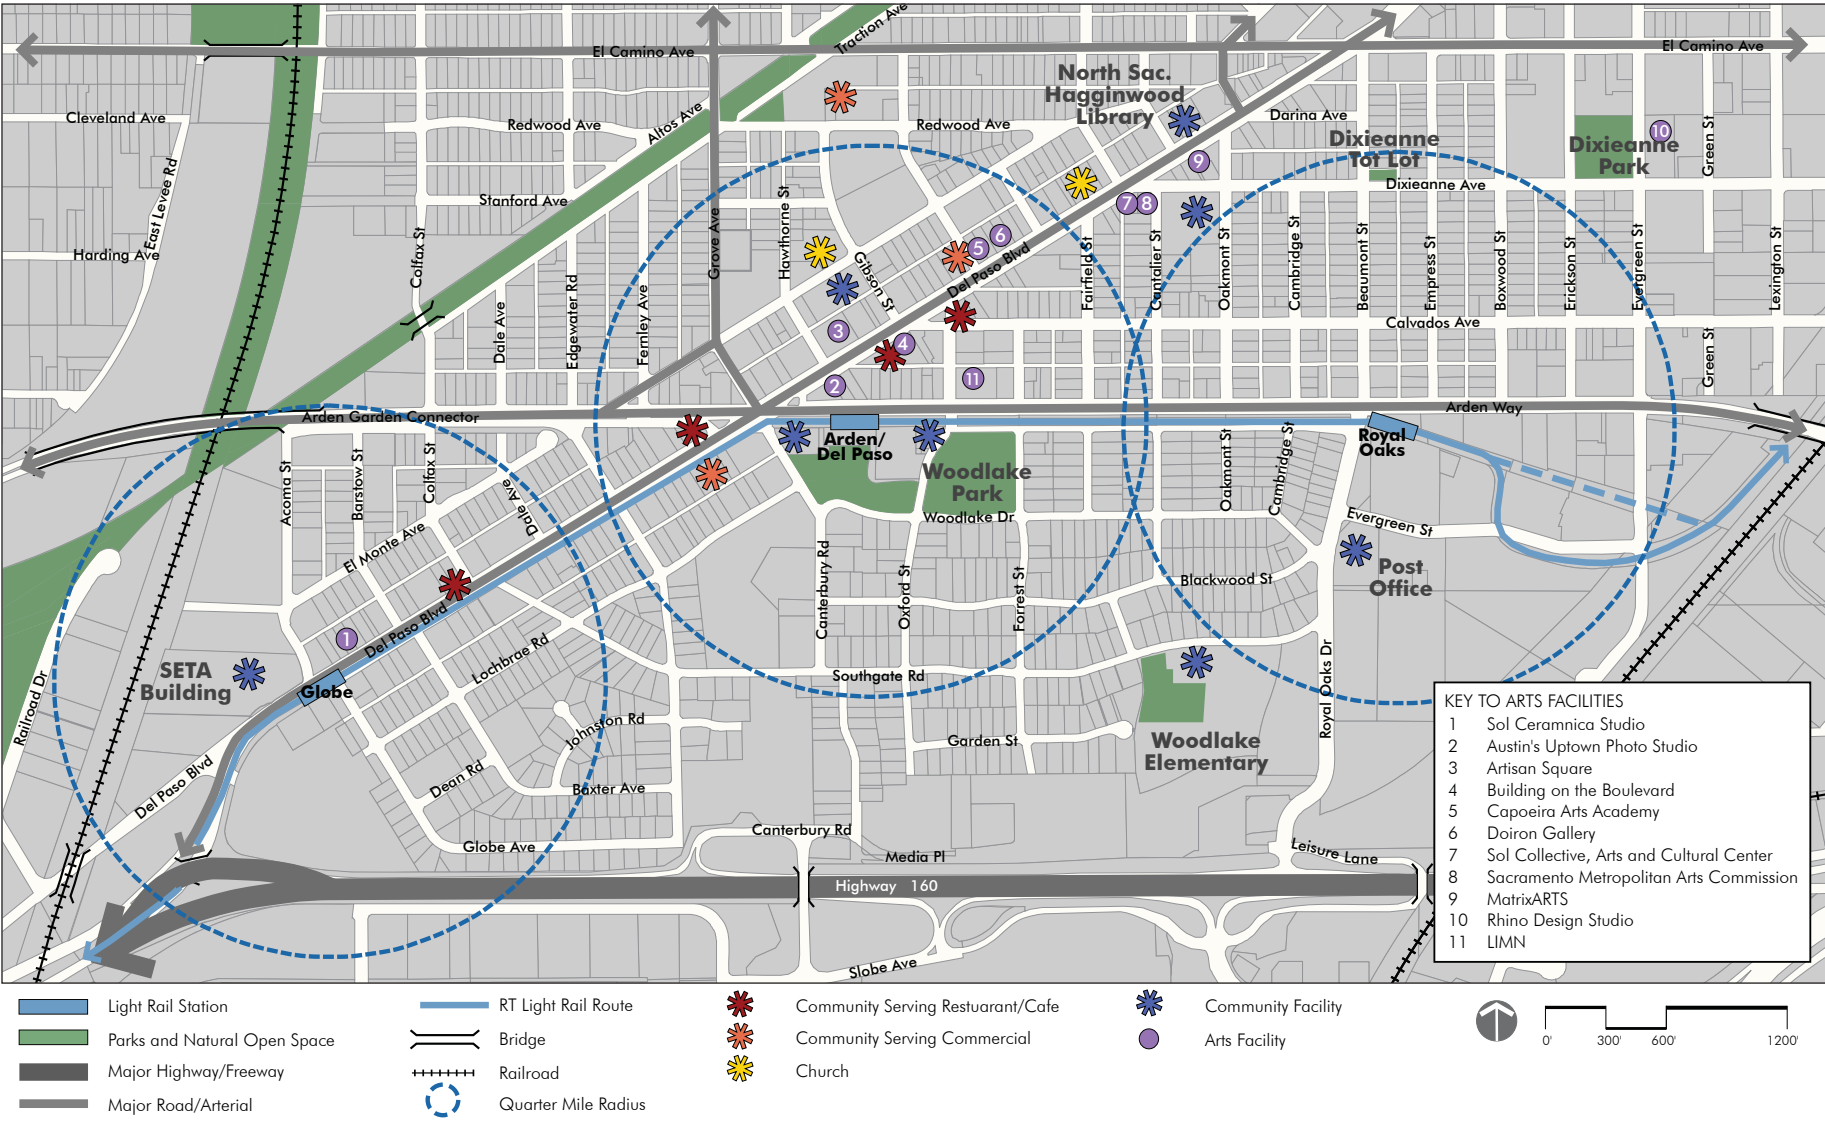 Traction Ave
El Camino Ave
El Camino Ave
North Sac.
Hagginwood
Library
Cleveland Ave
Redwood Ave
Altos Ave
Redwood Ave
Darina Ave
Dixieanne
Tot Lot
Dixieanne
Park
10
Green St
9
East Levee Rd
Stanford Ave
Hawthorne St
Dixieanne Ave
7
8
Harding Ave
Colfax St
Grove Ave
Gibson St
5
6
Del Paso Blvd
Fairfield St
Cantalier St
Oakmont St
Cambridge St
Beaumont St
Empress St
Boxwood St
Erickson St
Evergreen St
Lexington St
Dale Ave
Edgewater Rd
Fernley Ave
3
4
Calvados Ave
Green St
2
11
Arden Garden Connector
Arden Way
Arden/
Del Paso
Royal
Oaks
Woodlake
Park
Acoma St
Barstow St
Colfax St
Dale Ave
Oakmont St
Cambridge St
Woodlake Dr
Evergreen St
El Monte Ave
Post
Office
Canterbury Rd
Oxford St
Forrest St
Blackwood St
1
Del Paso Blvd
Lochbrae Rd
SETA
Building
Globe
Southgate Rd
Royal Oaks Dr
Railroad Dr
Johnston Rd
Garden St
Woodlake
Elementary
Del Paso Blvd
Dean Rd
Baxter Ave
Globe Ave
Canterbury Rd
Media Pl
Leisure Lane
Highway 160
Slobe Ave
KEY TO ARTS FACILITIES
1 Sol Ceramnica Studio
2 Austin's Uptown Photo Studio
3 Artisan Square
4 Building on the Boulevard
5 Capoeira Arts Academy
6 Doiron Gallery
7 Sol Collective, Arts and Cultural Center
8 Sacramento Metropolitan Arts Commission
9 MatrixARTS
10 Rhino Design Studio
11 LIMN
Light Rail Station
Parks and Natural Open Space
Major Highway/Freeway
Major Road/Arterial
RT Light Rail Route
Bridge
Railroad
Quarter Mile Radius
Community Serving Restuarant/Cafe
Community Serving Commercial
Church
Community Facility
Arts Facility
0' 300' 600' 1200'